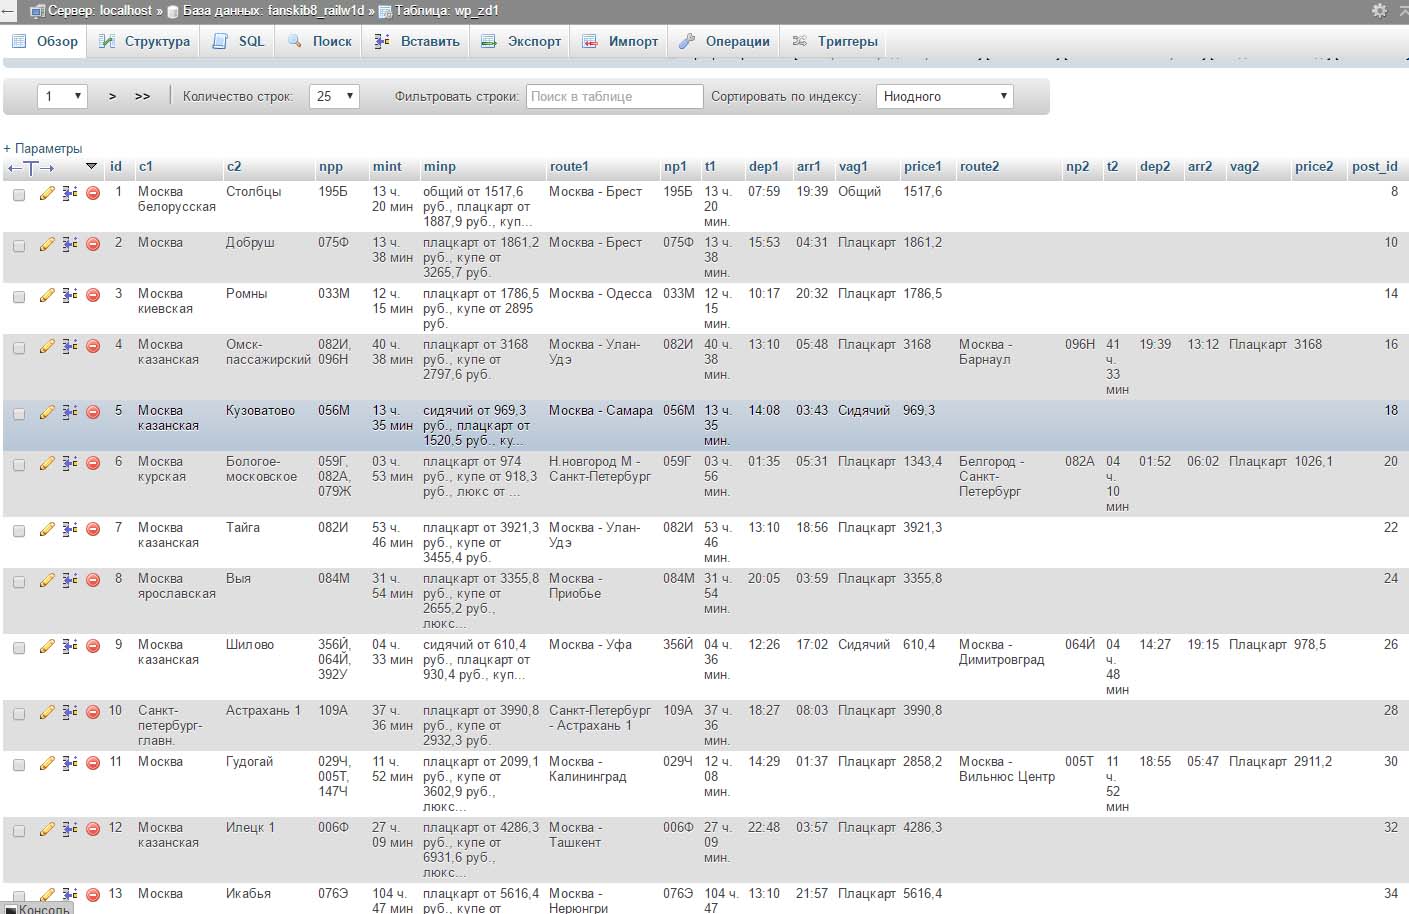 Сервер: localhost » База данных: fanskib8_railw1d » Таблица: wp_zd1
Обзор Структура SQL Поиск Вставить Экспорт Импорт Операции Триггеры
1 > >> Количество строк: 25 Фильтровать строки: Поиск в таблице Сортировать по индексу: Ниодного
+ Параметры
id c1 c2 npp mint minp route1 np1 t1 dep1 arr1 vag1 price1 route2 np2 t2 dep2 arr2 vag2 price2 post_id
1 Москва Столбцы 195Б 13 ч. общий от 1517,6 Москва - Брест 195Б 13 ч. 07:59 19:39 Общий 1517,6 8
белорусская 20 мин руб., плацкарт от 20
1887,9 руб., куп... мин.
2 Москва Добруш 075Ф 13 ч. плацкарт от 1861,2 Москва - Брест 075Ф 13 ч. 15:53 04:31 Плацкарт 1861,2 10
38 мин руб., купе от 38
3265,7 руб. мин.
3 Москва Ромны 033М 12 ч. плацкарт от 1786,5 Москва - Одесса 033М 12 ч. 10:17 20:32 Плацкарт 1786,5 14
киевская 15 мин руб., купе от 2895 15
руб. мин.
4 Москва Омск- 082И, 40 ч. плацкарт от 3168 Москва - Улан- 082И 40 ч. 13:10 05:48 Плацкарт 3168 Москва - 096Н 41 19:39 13:12 Плацкарт 3168 16
казанская пассажирский 096Н 38 мин руб., купе от Удэ 38 Барнаул ч.
2797,6 руб. мин. 33
мин
5 Москва Кузоватово 056М 13 ч. сидячий от 969,3 Москва - Самара 056М 13 ч. 14:08 03:43 Сидячий 969,3 18
казанская 35 мин руб., плацкарт от 35
1520,5 руб., ку... мин.
6 Москва Бологое- 059Г, 03 ч. плацкарт от 974 Н.новгород М - 059Г 03 ч. 01:35 05:31 Плацкарт 1343,4 Белгород - 082А 04 01:52 06:02 Плацкарт 1026,1 20
курская московское 082А, 53 мин руб., купе от 918,3 Санкт-Петербург 56 Санкт- ч.
079Ж руб., люкс от ... мин. Петербург 10
мин
7 Москва Тайга 082И 53 ч. плацкарт от 3921,3 Москва - Улан- 082И 53 ч. 13:10 18:56 Плацкарт 3921,3 22
казанская 46 мин руб., купе от Удэ 46
3455,4 руб. мин.
8 Москва Выя 084М 31 ч. плацкарт от 3355,8 Москва - 084М 31 ч. 20:05 03:59 Плацкарт 3355,8 24
ярославская 54 мин руб., купе от Приобье 54
2655,2 руб., мин.
люкс...
9 Москва Шилово 356Й, 04 ч. сидячий от 610,4 Москва - Уфа 356Й 04 ч. 12:26 17:02 Сидячий 610,4 Москва - 064Й 04 14:27 19:15 Плацкарт 978,5 26
казанская 064Й, 33 мин руб., плацкарт от 36 Димитровград ч.
392У 930,4 руб., куп... мин. 48
мин
10 Санкт- Астрахань 1 109А 37 ч. плацкарт от 3990,8 Санкт-Петербург 109А 37 ч. 18:27 08:03 Плацкарт 3990,8 28
петербург- 36 мин руб., купе от - Астрахань 1 36
главн. 2932,3 руб. мин.
11 Москва Гудогай 029Ч, 11 ч. плацкарт от 2099,1 Москва - 029Ч 12 ч. 14:29 01:37 Плацкарт 2858,2 Москва - 005Т 11 18:55 05:47 Плацкарт 2911,2 30
005Т, 52 мин руб., купе от Калининград 08 Вильнюс Центр ч.
147Ч 3602,9 руб., мин. 52
люкс... мин
12 Москва Илецк 1 006Ф 27 ч. плацкарт от 4286,3 Москва - 006Ф 27 ч. 22:48 03:57 Плацкарт 4286,3 32
казанская 09 мин руб., купе от Ташкент 09
6931,6 руб., мин.
люкс...
13 Москва Икабья 076Э 104 ч. плацкарт от 5616,4 Москва - 076Э 104 ч. 13:10 21:57 Плацкарт 5616,4 34
47 мин руб., купе от Нерюнгри 47
Консоль